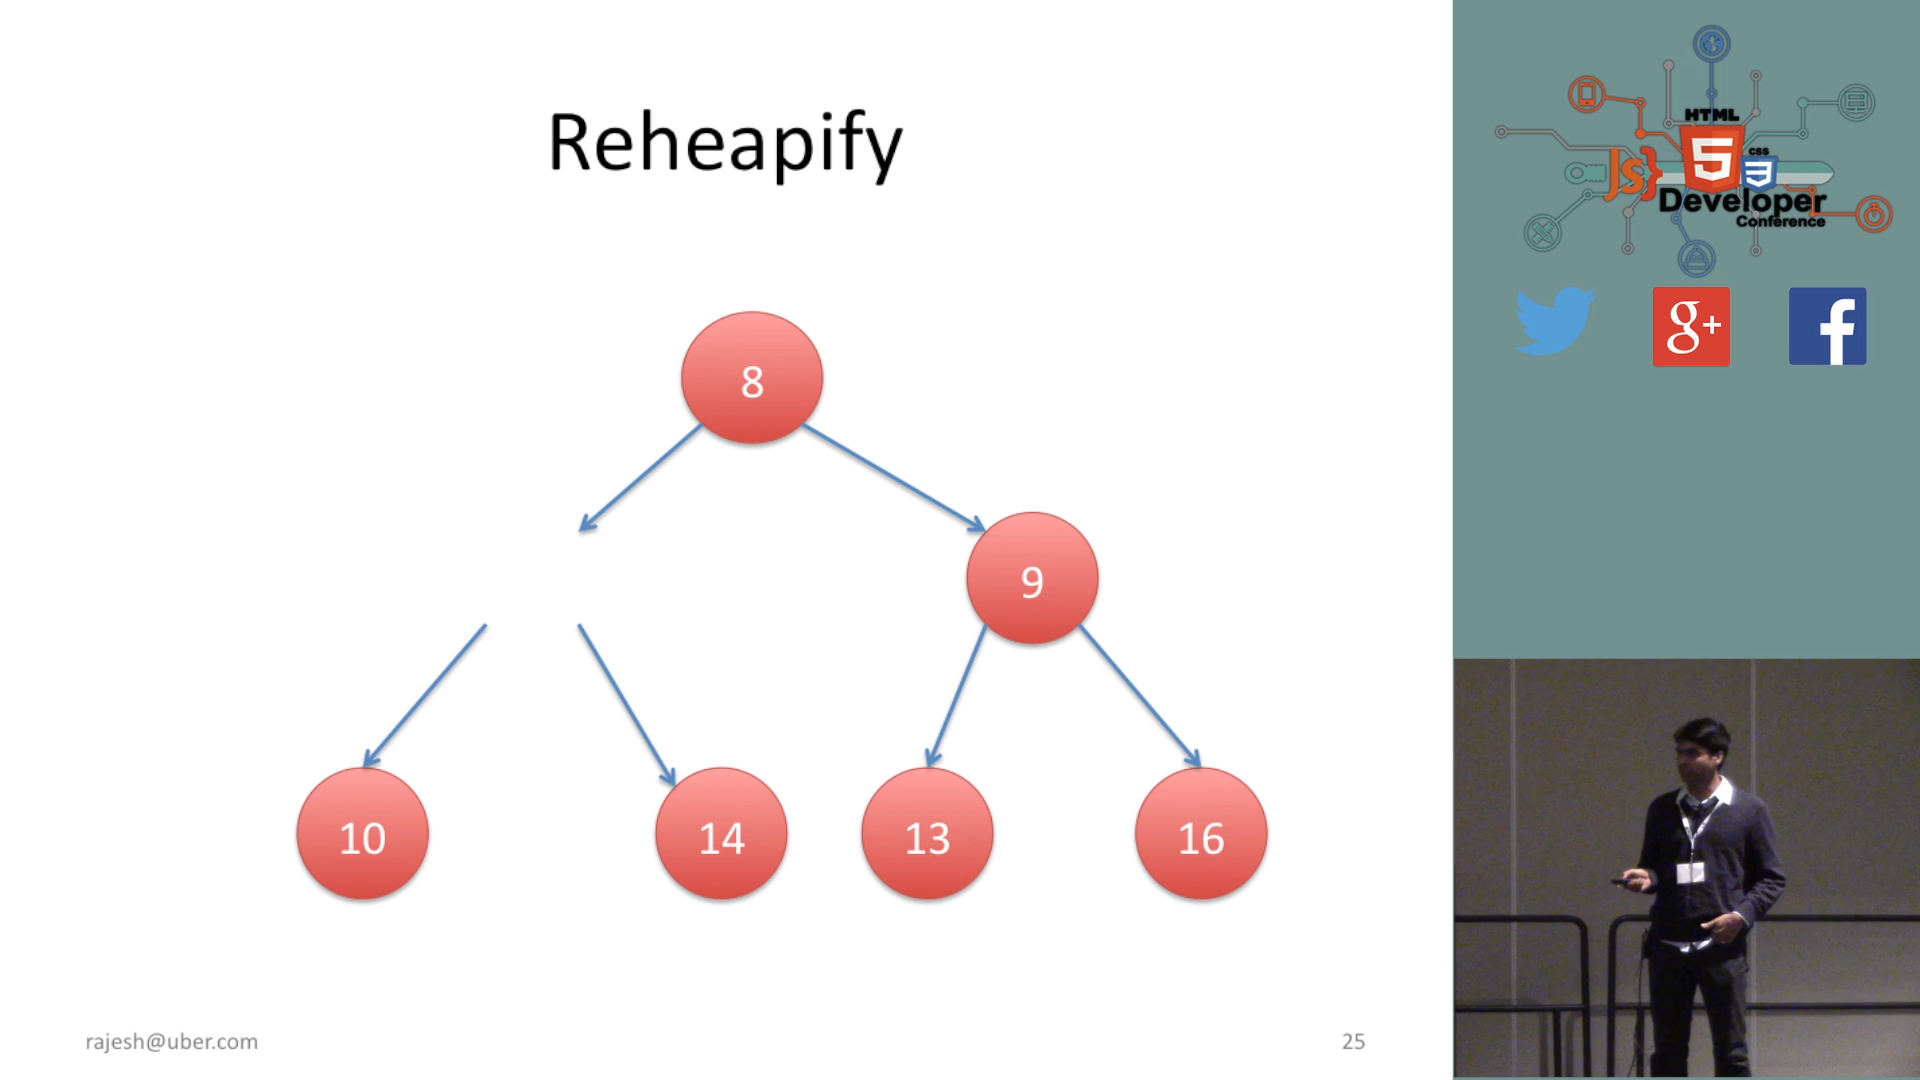 Reheapify
8
9
10
14
13
16
rajesh@uber.com
25
HTML
5
JS}
CSS
3
Developer
Conference
g+
f